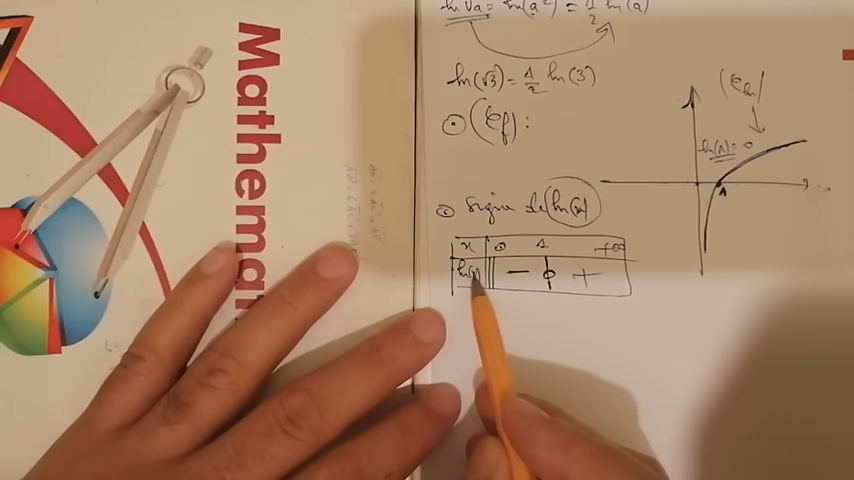 Mathema
ln√a = ln(a^½) = 1/2 ln(a)
ln(√3) = 1/2 ln(3)
(𝒞f) :
(𝒞ln)
ln(1) = 0
1
Signe de ln(x)
x 0 1 +∞
ln(x) − 0 +